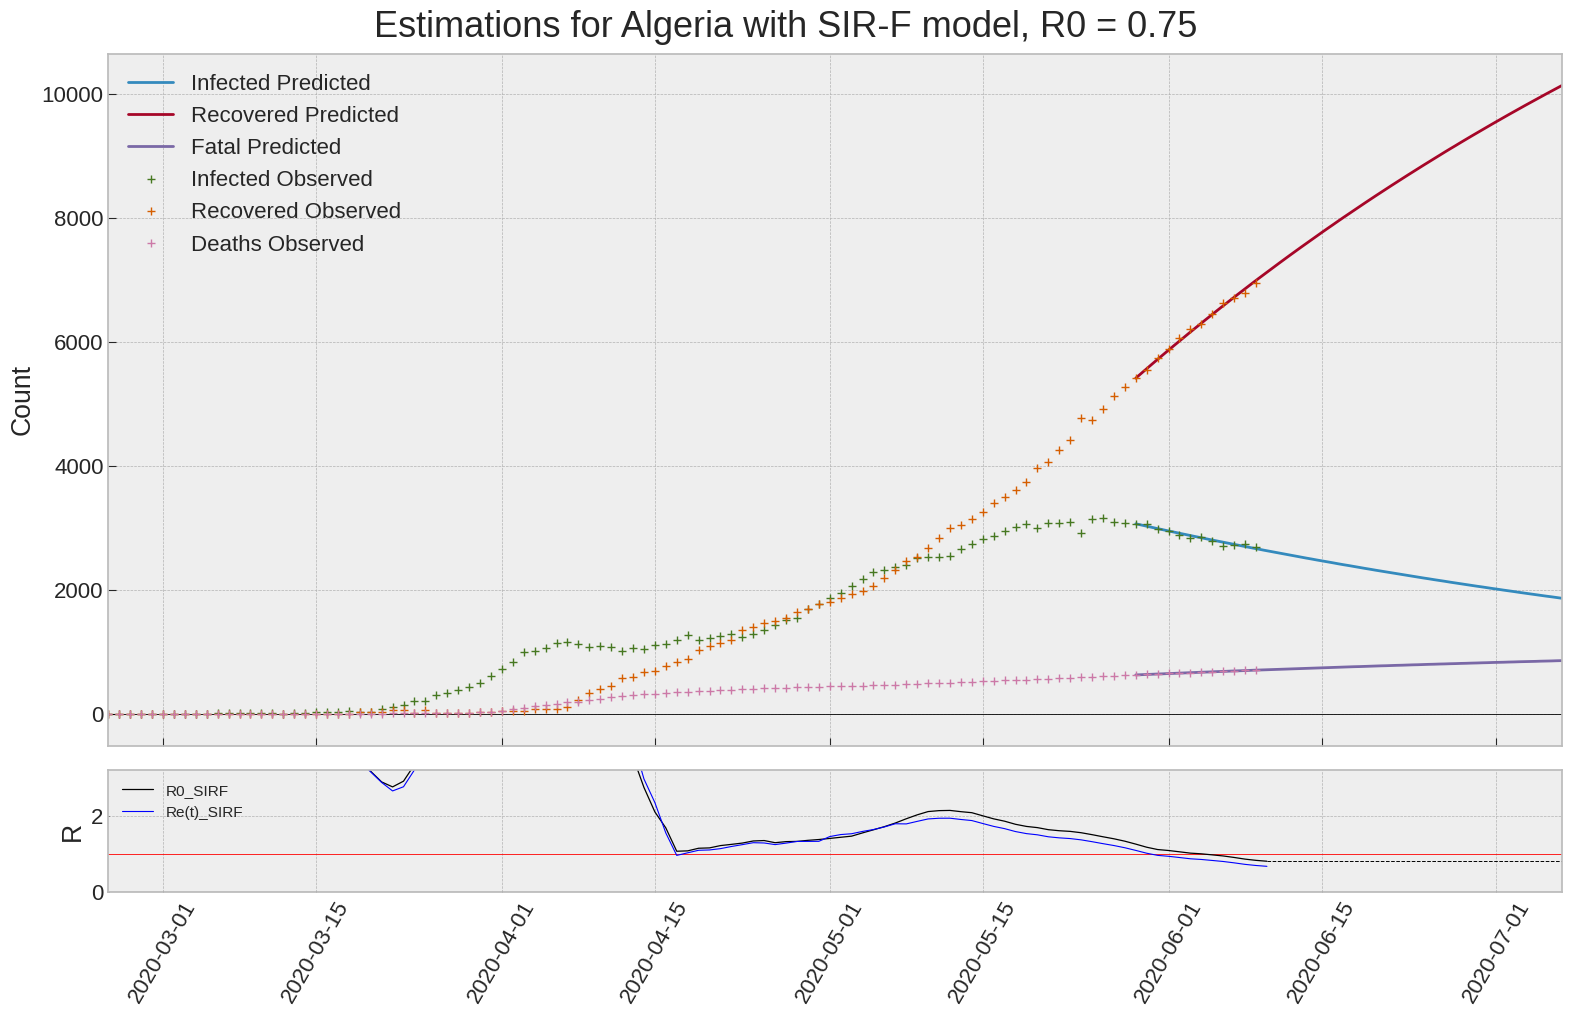 Estimations for Algeria with SIR-F model, R0 = 0.75
Infected Predicted
Recovered Predicted
Fatal Predicted
Infected Observed
Recovered Observed
Deaths Observed
10000
8000
6000
4000
2000
0
Count
R0_SIRF
Re(t)_SIRF
2
0
R
2020-03-01
2020-03-15
2020-04-01
2020-04-15
2020-05-01
2020-05-15
2020-06-01
2020-06-15
2020-07-01